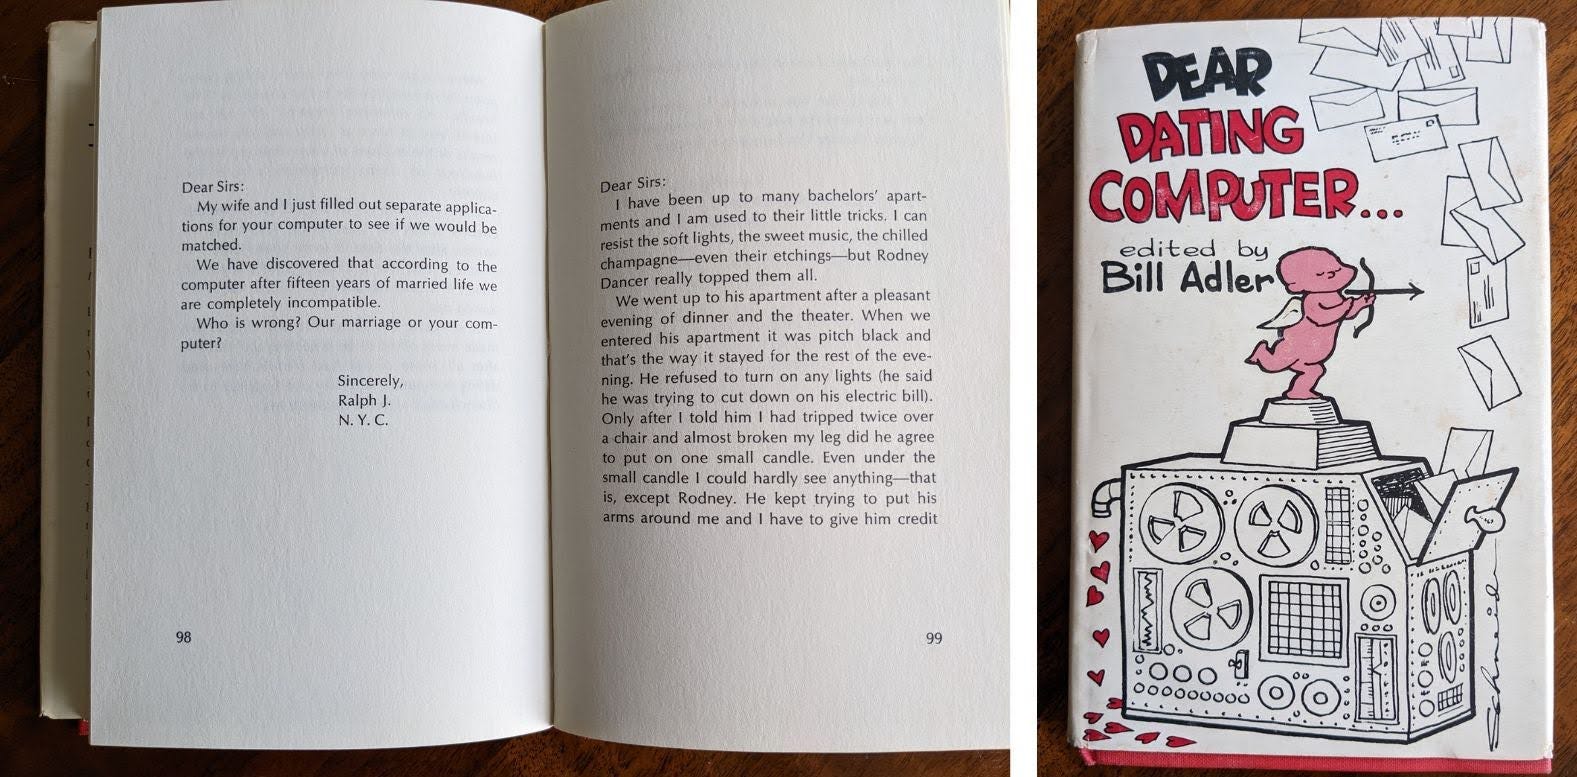 Dear Sirs:
My wife and I just filled out separate applica-
tions for your computer to see if we would be
matched.
We have discovered that according to the
computer after fifteen years of married life we
are completely incompatible.
Who is wrong? Our marriage or your com-
puter?
Sincerely,
Ralph J.
N. Y. C.
98
Dear Sirs:
I have been up to many bachelors' apart-
ments and I am used to their little tricks. I can
resist the soft lights, the sweet music, the chilled
champagne—even their etchings—but Rodney
Dancer really topped them all.
We went up to his apartment after a pleasant
evening of dinner and the theater. When we
entered his apartment it was pitch black and
that's the way it stayed for the rest of the eve-
ning. He refused to turn on any lights (he said
he was trying to cut down on his electric bill).
Only after I told him I had tripped twice over
a chair and almost broken my leg did he agree
to put on one small candle. Even under the
small candle I could hardly see anything—that
is, except Rodney. He kept trying to put his
arms around me and I have to give him credit
99
DEAR
DATING
COMPUTER...
edited by
Bill Adler